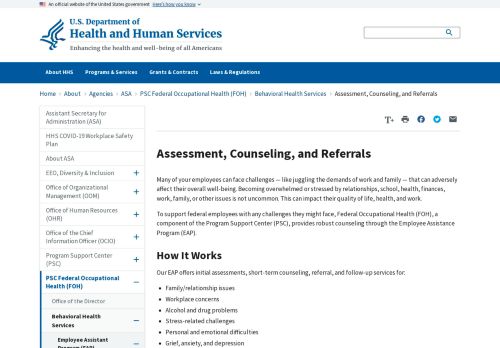 An official website of the United States government Here's how you know
U.S. Department of
Health and Human Services
Enhancing the health and well-being of all Americans
About HHS Programs & Services Grants & Contracts Laws & Regulations
Home > About > Agencies > ASA > PSC Federal Occupational Health (FOH) > Behavioral Health Services > Assessment, Counseling, and Referrals
Assistant Secretary for
Administration (ASA)
HHS COVID-19 Workplace Safety
Plan
About ASA
EEO, Diversity & Inclusion
Office of Organizational
Management (OOM)
Office of Human Resources
(OHR)
Office of the Chief
Information Officer (OCIO)
Program Support Center
(PSC)
PSC Federal Occupational
Health (FOH)
Office of the Director
Behavioral Health
Services
Employee Assistant
Program (EAP)
T+
Assessment, Counseling, and Referrals
Many of your employees can face challenges — like juggling the demands of work and family — that can adversely
affect their overall well-being. Becoming overwhelmed or stressed by relationships, school, health, finances,
work, family, or other issues is not uncommon. This can impact their quality of life, health, and work.
To support federal employees with any challenges they might face, Federal Occupational Health (FOH), a
component of the Program Support Center (PSC), provides robust counseling through the Employee Assistance
Program (EAP).
How It Works
Our EAP offers initial assessments, short-term counseling, referral, and follow-up services for:
• Family/relationship issues
• Workplace concerns
• Alcohol and drug problems
• Stress-related challenges
• Personal and emotional difficulties
• Grief, anxiety, and depression